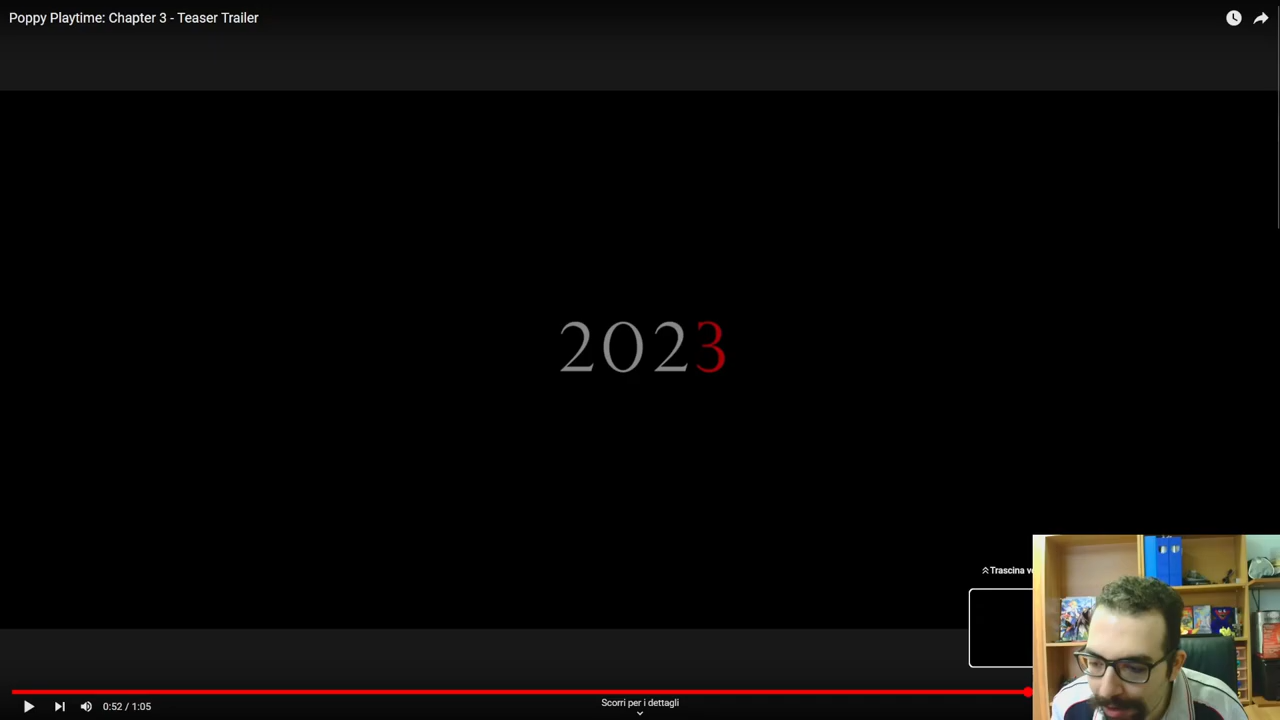 Poppy Playtime: Chapter 3 - Teaser Trailer
2023
Trascina
0:52 / 1:05
Scorri per i dettagli